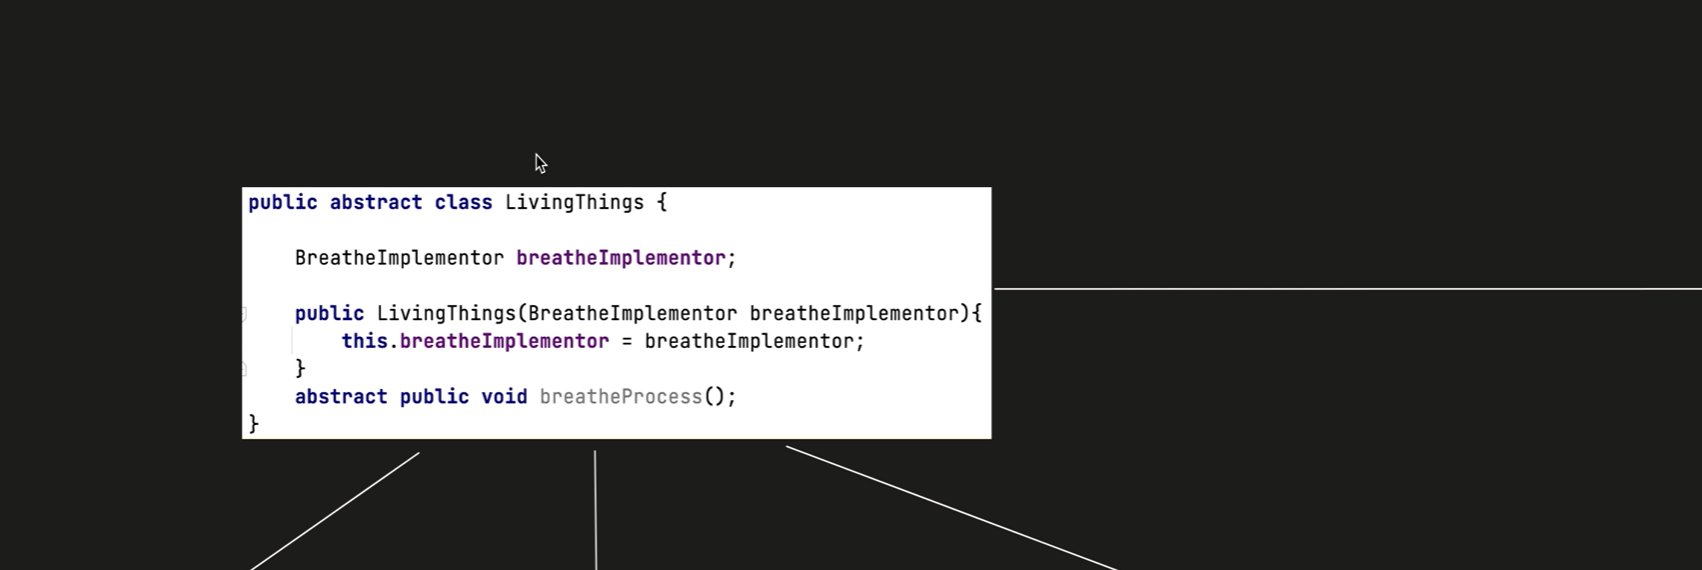 public abstract class LivingThings {
BreatheImplementor breatheImplementor;
public LivingThings(BreatheImplementor breatheImplementor){
this.breatheImplementor = breatheImplementor;
}
abstract public void breatheProcess();
}